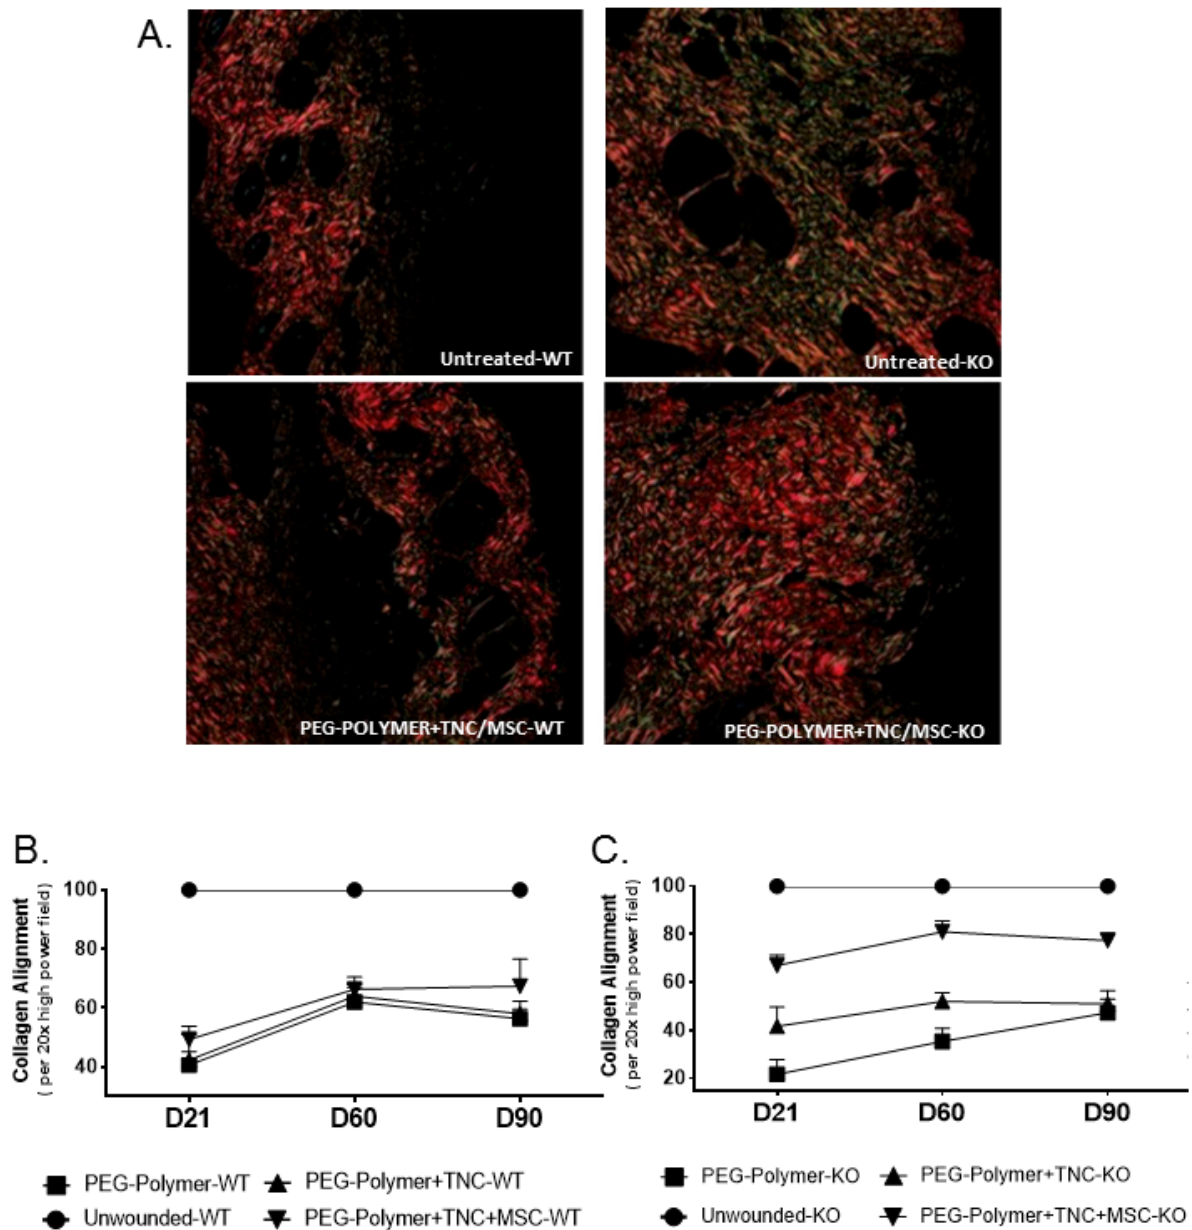 A.
Untreated-WT
Untreated-KO
PEG-POLYMER+TNC/MSC-WT
PEG-POLYMER+TNC/MSC-KO
B.
Collagen Alignment
( per 20x high power field)
100
80
60
40
D21 D60 D90
PEG-Polymer-WT PEG-Polymer+TNC-WT
Unwounded-WT PEG-Polymer+TNC+MSC-WT
C.
Collagen Alignment
( per 20x high power field)
100
80
60
40
20
D21 D60 D90
PEG-Polymer-KO PEG-Polymer+TNC-KO
Unwounded-KO PEG-Polymer+TNC+MSC-KO